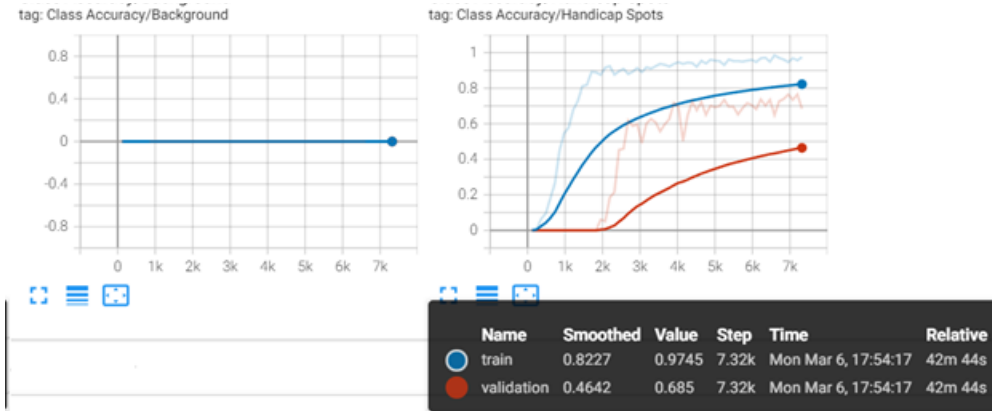 tag: Class Accuracy/Background
0.8
0.4
0
-0.4
-0.8
0 1k 2k 3k 4k 5k 6k 7k
tag: Class Accuracy/Handicap Spots
1
0.8
0.6
0.4
0.2
0
0 1k 2k 3k 4k 5k 6k 7k
Name Smoothed Value Step Time Relative
train 0.8227 0.9745 7.32k Mon Mar 6, 17:54:17 42m 44s
validation 0.4642 0.685 7.32k Mon Mar 6, 17:54:17 42m 44s